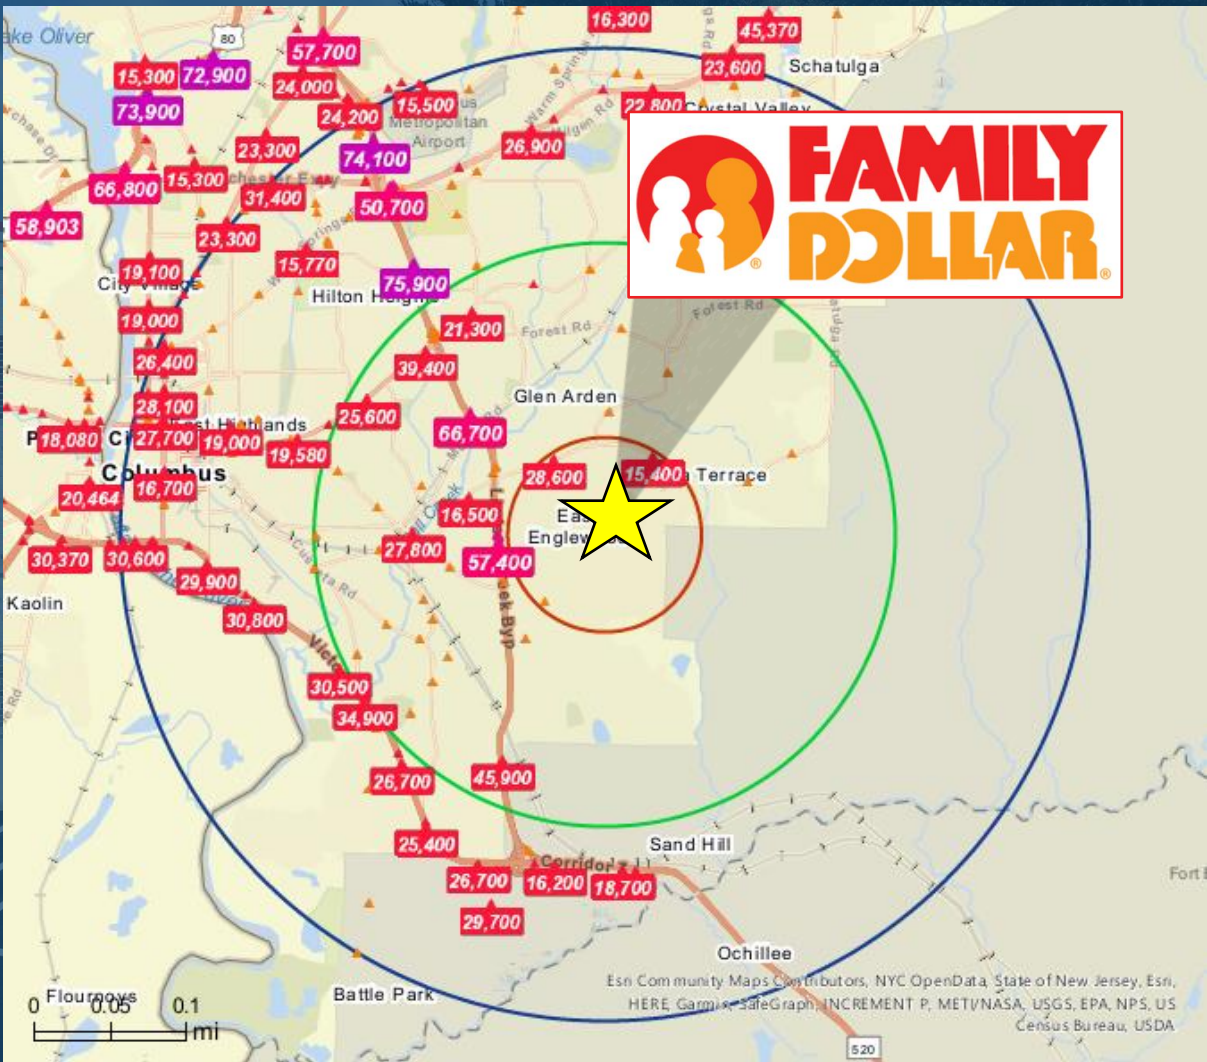 16,300
45,370
ake Oliver
80
57,700
23,600
Schatulga
15,300
72,900
24,000
15,500
22,800
Crystal Valley
73,900
24,200
Metropolitan
Airport
26,900
23,300
74,100
FAMILY
DOLLAR
®
®
66,800
15,300
chester Expy
31,400
50,700
58,903
23,300
15,770
19,100
75,900
Hilton Heights
19,000
21,300
Forest Rd
Forest Rd
26,400
39,400
Glen Arden
28,100
25,600
66,700
18,080
27,700
19,000
19,580
Columbus
28,600
15,400
Terrace
20,464
16,700
16,500
27,800
57,400
30,370
30,600
29,900
Kaolin
30,800
30,500
34,900
26,700
45,900
25,400
Sand Hill
Corridor
26,700
16,200
18,700
29,700
Ochillee
Battle Park
Flournoys
0 0.05 0.1
mi
Esri Community Maps Contributors, NYC OpenData, State of New Jersey, Esri,
HERE, Garmin, SafeGraph, INCREMENT P, METI/NASA, USGS, EPA, NPS, US
Census Bureau, USDA
520